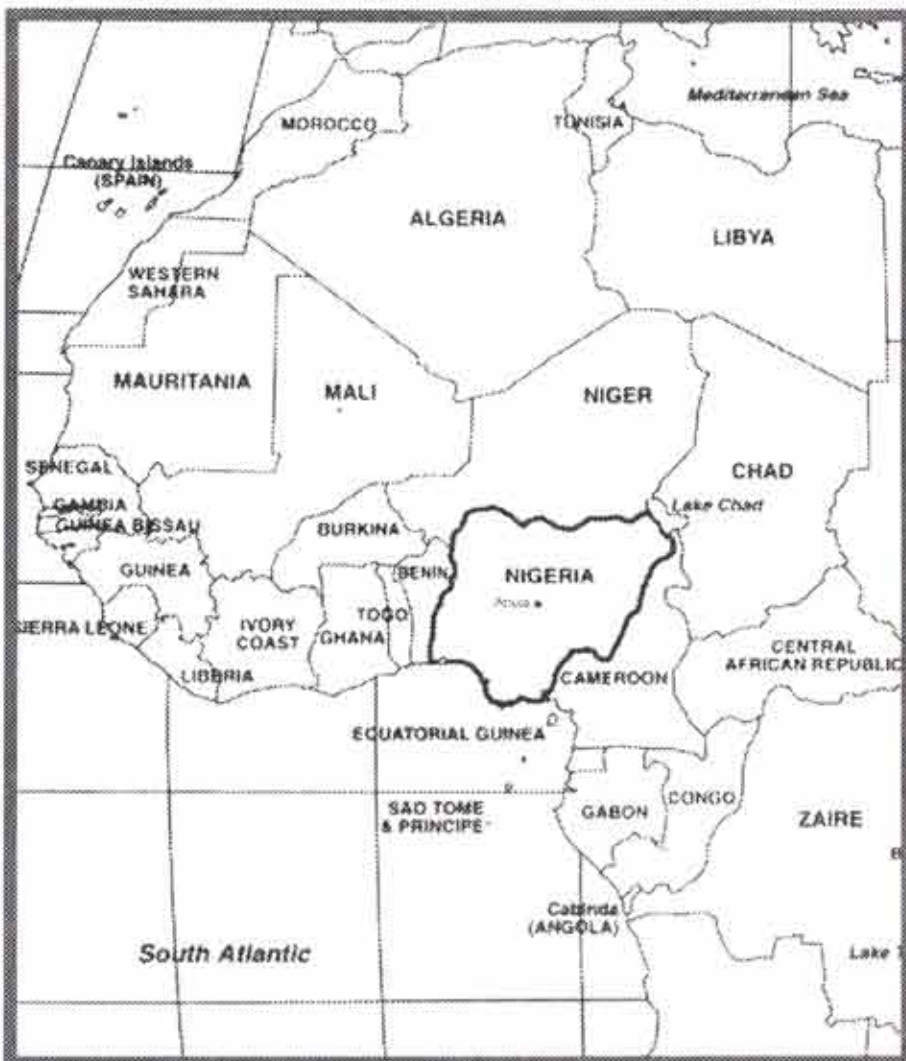 Mediterranean Sea
MOROCCO
TUNISIA
Canary Islands
(SPAIN)
ALGERIA
LIBYA
WESTERN
SAHARA
MAURITANIA
MALI
NIGER
SENEGAL
CHAD
GAMBIA
Lake Chad
GUINEA BISSAU
BURKINA
GUINEA
BENIN
NIGERIA
Abuja
TOGO
IVORY
COAST
GHANA
SIERRA LEONE
CENTRAL
AFRICAN REPUBLIC
LIBERIA
CAMEROON
EQUATORIAL GUINEA
SAO TOME
& PRINCIPE
GABON
CONGO
ZAIRE
B
Cabinda
(ANGOLA)
South Atlantic
Lake T